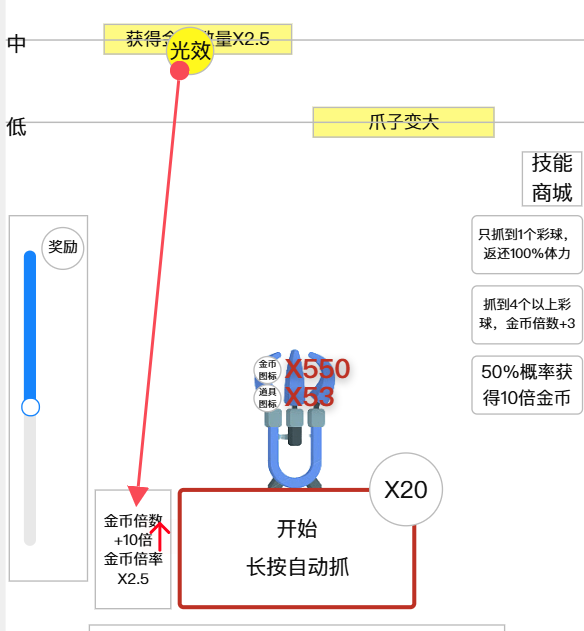 中
获得金币数量X2.5
光效
低
爪子变大
技能
商城
奖励
只抓到1个彩球，
返还100%体力
抓到4个以上彩
球，金币倍数+3
50%概率获
得10倍金币
金币
图标
X550
道具
图标
X53
X20
金币倍数
+10倍
金币倍率
X2.5
开始
长按自动抓